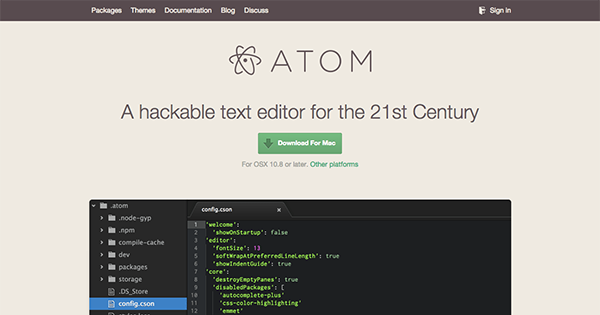 Packages Themes Documentation Blog Discuss Sign in
ATOM
A hackable text editor for the 21st Century
Download For Mac
For OSX 10.8 or later. Other platforms
.atom
.node-gyp
.npm
compile-cache
dev
packages
storage
.DS_Store
config.cson
config.cson ×
1 'welcome':
2 'showOnStartup': false
3 'editor':
4 'fontSize': 13
5 'softWrapAtPreferredLineLength': true
6 'showIndentGuide': true
7 'core':
8 'destroyEmptyPanes': true
9 'disabledPackages': [
10 'autocomplete-plus'
11 'css-color-highlighting'
12 'emmet'